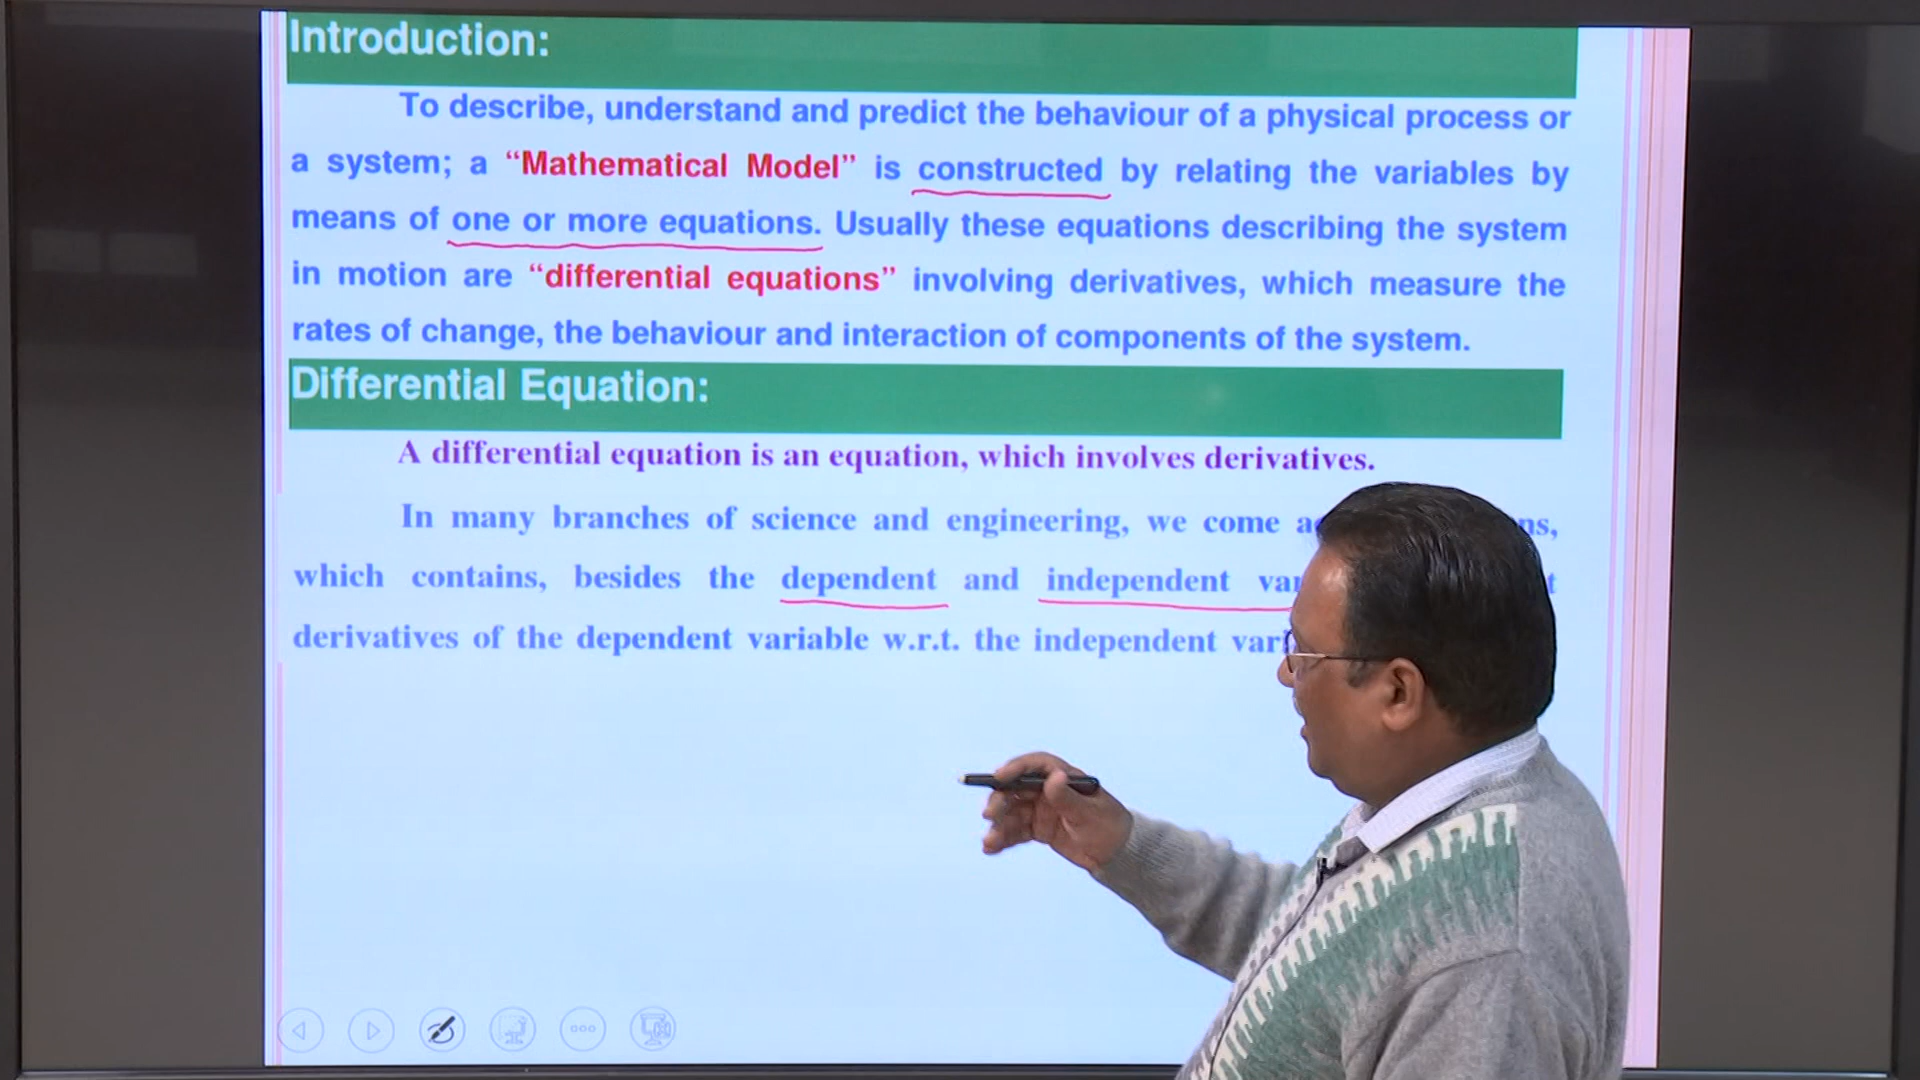 Introduction:
To describe, understand and predict the behaviour of a physical process or
a system; a “Mathematical Model” is constructed by relating the variables by
means of one or more equations. Usually these equations describing the system
in motion are “differential equations” involving derivatives, which measure the
rates of change, the behaviour and interaction of components of the system.
Differential Equation:
A differential equation is an equation, which involves derivatives.
In many branches of science and engineering, we come
which contains, besides the dependent and independent
derivatives of the dependent variable w.r.t. the independent